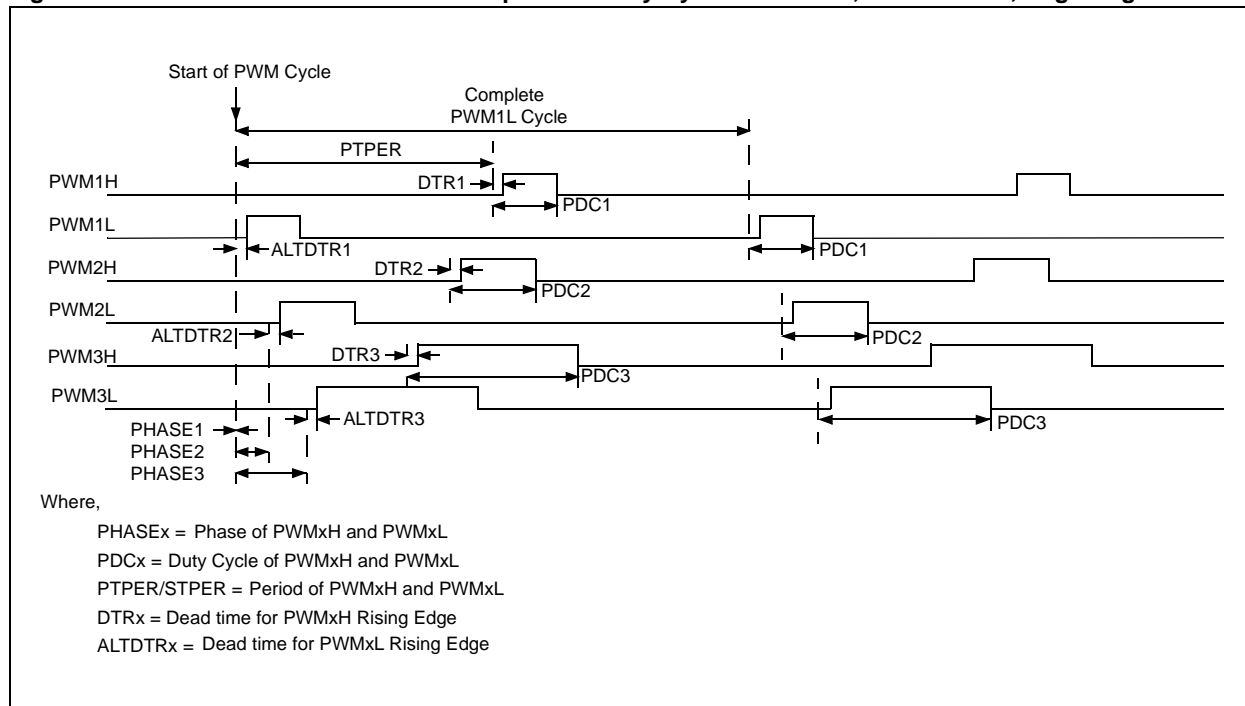 Start of PWM Cycle
Complete
PWM1L Cycle
PTPER
PWM1H
DTR1
PDC1
PWM1L
ALTDTR1
PDC1
PWM2H
DTR2
PDC2
PWM2L
ALTDTR2
PDC2
PWM3H
DTR3
PDC3
PWM3L
ALTDTR3
PDC3
PHASE1
PHASE2
PHASE3
Where,
PHASEx = Phase of PWMxH and PWMxL
PDCx = Duty Cycle of PWMxH and PWMxL
PTPER/STPER = Period of PWMxH and PWMxL
DTRx = Dead time for PWMxH Rising Edge
ALTDTRx = Dead time for PWMxL Rising Edge